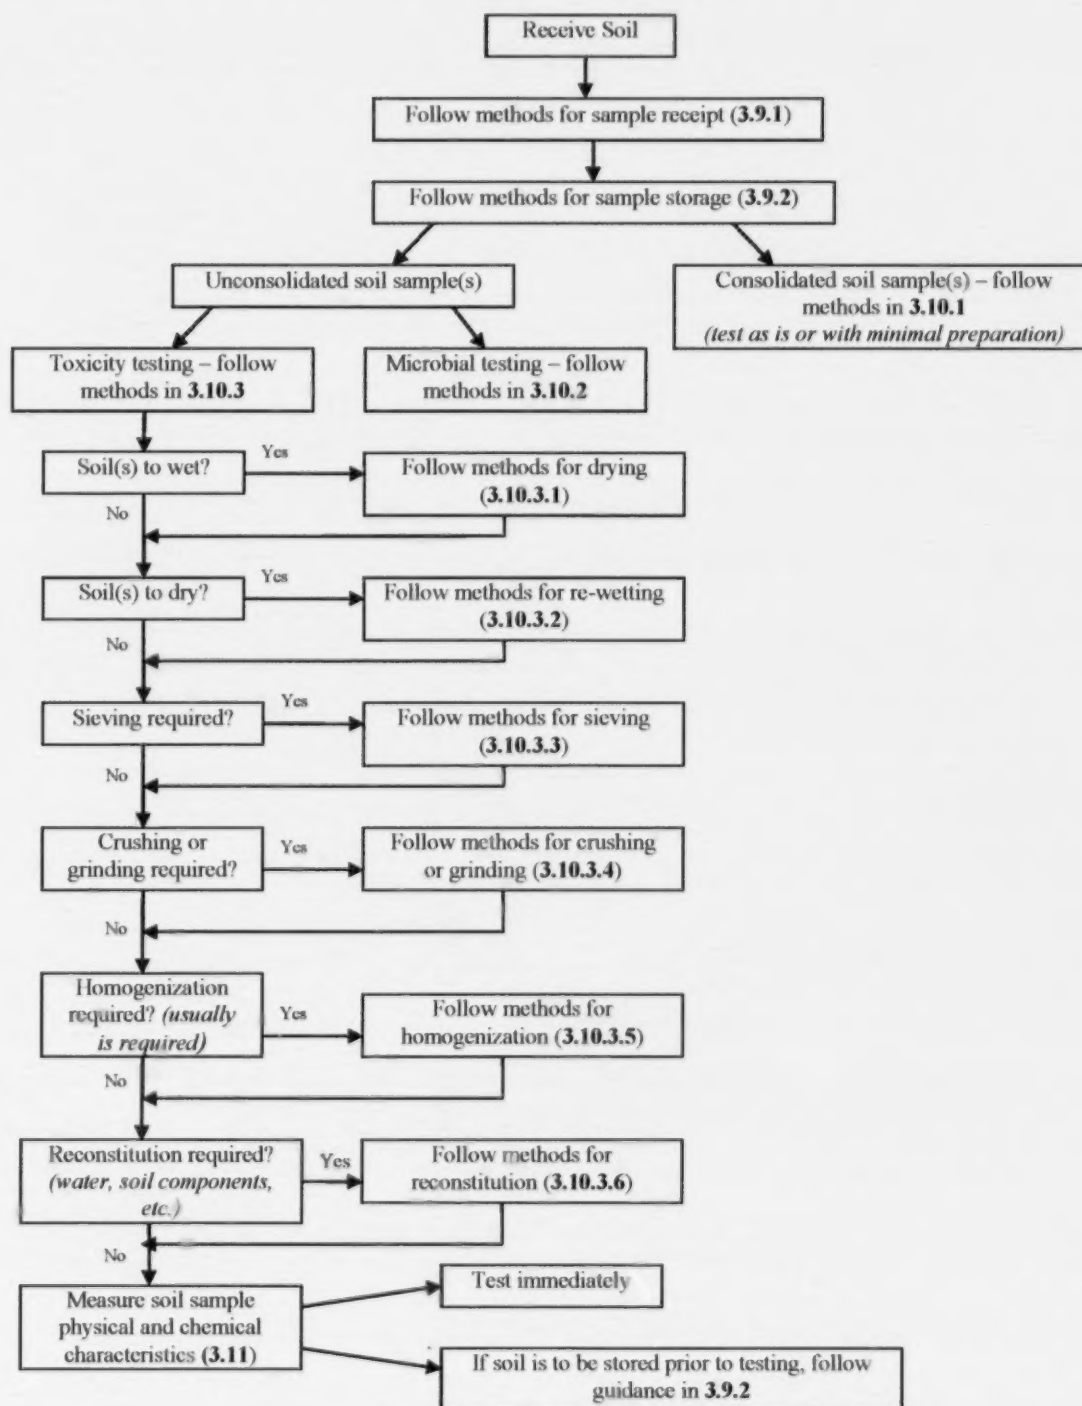 Receive Soil
Follow methods for sample receipt (3.9.1)
Follow methods for sample storage (3.9.2)
Unconsolidated soil sample(s)
Consolidated soil sample(s) – follow
methods in 3.10.1
(test as is or with minimal preparation)
Toxicity testing – follow
methods in 3.10.3
Microbial testing – follow
methods in 3.10.2
Soil(s) to wet?
Yes
Follow methods for drying
(3.10.3.1)
No
Soil(s) to dry?
Yes
Follow methods for re-wetting
(3.10.3.2)
No
Sieving required?
Yes
Follow methods for sieving
(3.10.3.3)
No
Crushing or
grinding required?
Yes
Follow methods for crushing
or grinding (3.10.3.4)
No
Homogenization
required? (usually
is required)
Yes
Follow methods for
homogenization (3.10.3.5)
No
Reconstitution required?
(water, soil components,
etc.)
Yes
Follow methods for
reconstitution (3.10.3.6)
No
Measure soil sample
physical and chemical
characteristics (3.11)
Test immediately
If soil is to be stored prior to testing, follow
guidance in 3.9.2